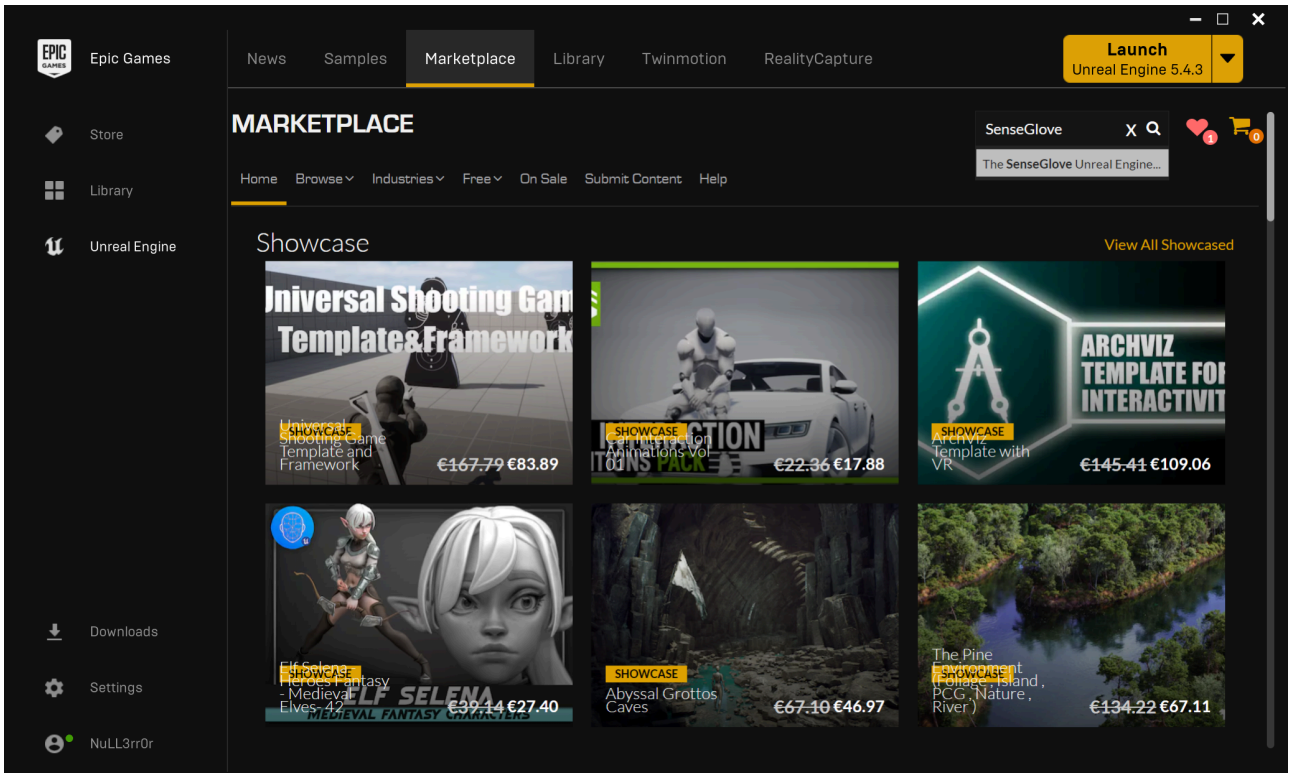 EPIC
GAMES
Epic Games
News Samples Marketplace Library Twinmotion RealityCapture
Launch
Unreal Engine 5.4.3
Store
Library
Unreal Engine
MARKETPLACE
SenseGlove X
1
0
The SenseGlove Unreal Engine...
Home Browse Industries Free On Sale Submit Content Help
Showcase
View All Showcased
Universal Shooting Gam
Template&Framework
SHOWCASE
Universal
Shooting Game
Template and
Framework
€167.79 €83.89
PACK
SHOWCASE
Car Interaction
Animations Vol
01
€22.36 €17.88
ARCHVIZ
TEMPLATE FOR
INTERACTIVIT
SHOWCASE
ArchViz
Template with
VR
€145.41 €109.06
ELF SELENA
MEDIEVAL FANTASY CHARACTERS
SHOWCASE
Elf Selena -
Heroes Fantasy
- Medieval
Elves- 42
€39.14 €27.40
SHOWCASE
Abyssal Grottos
Caves
€67.10 €46.97
SHOWCASE
The Pine
Environment
(Foliage , Island ,
PCG , Nature ,
River )
€134.22 €67.11
Downloads
Settings
NuLL3rr0r